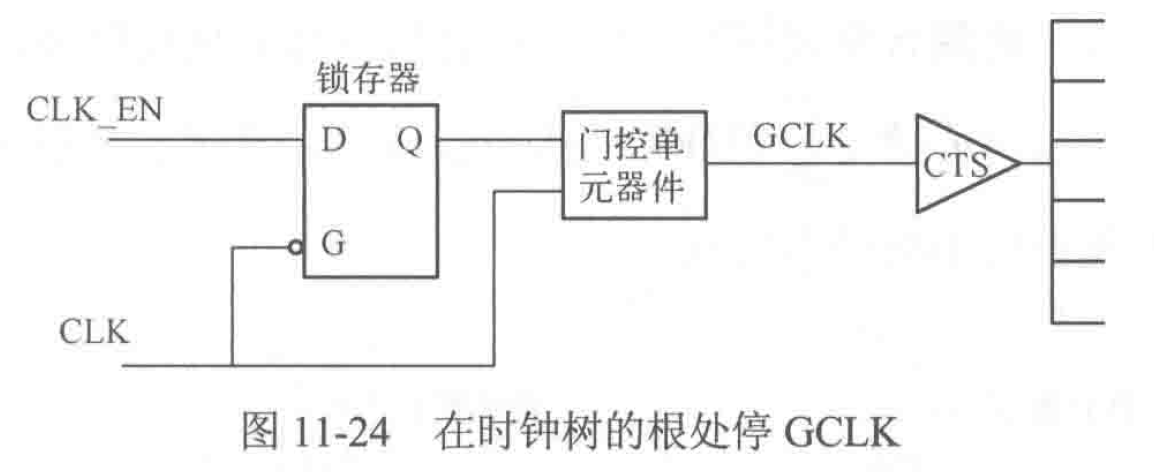 锁存器
CLK_EN
D
Q
门控单
元器件
GCLK
CTS
G
CLK
图 11-24 在时钟树的根处停 GCLK